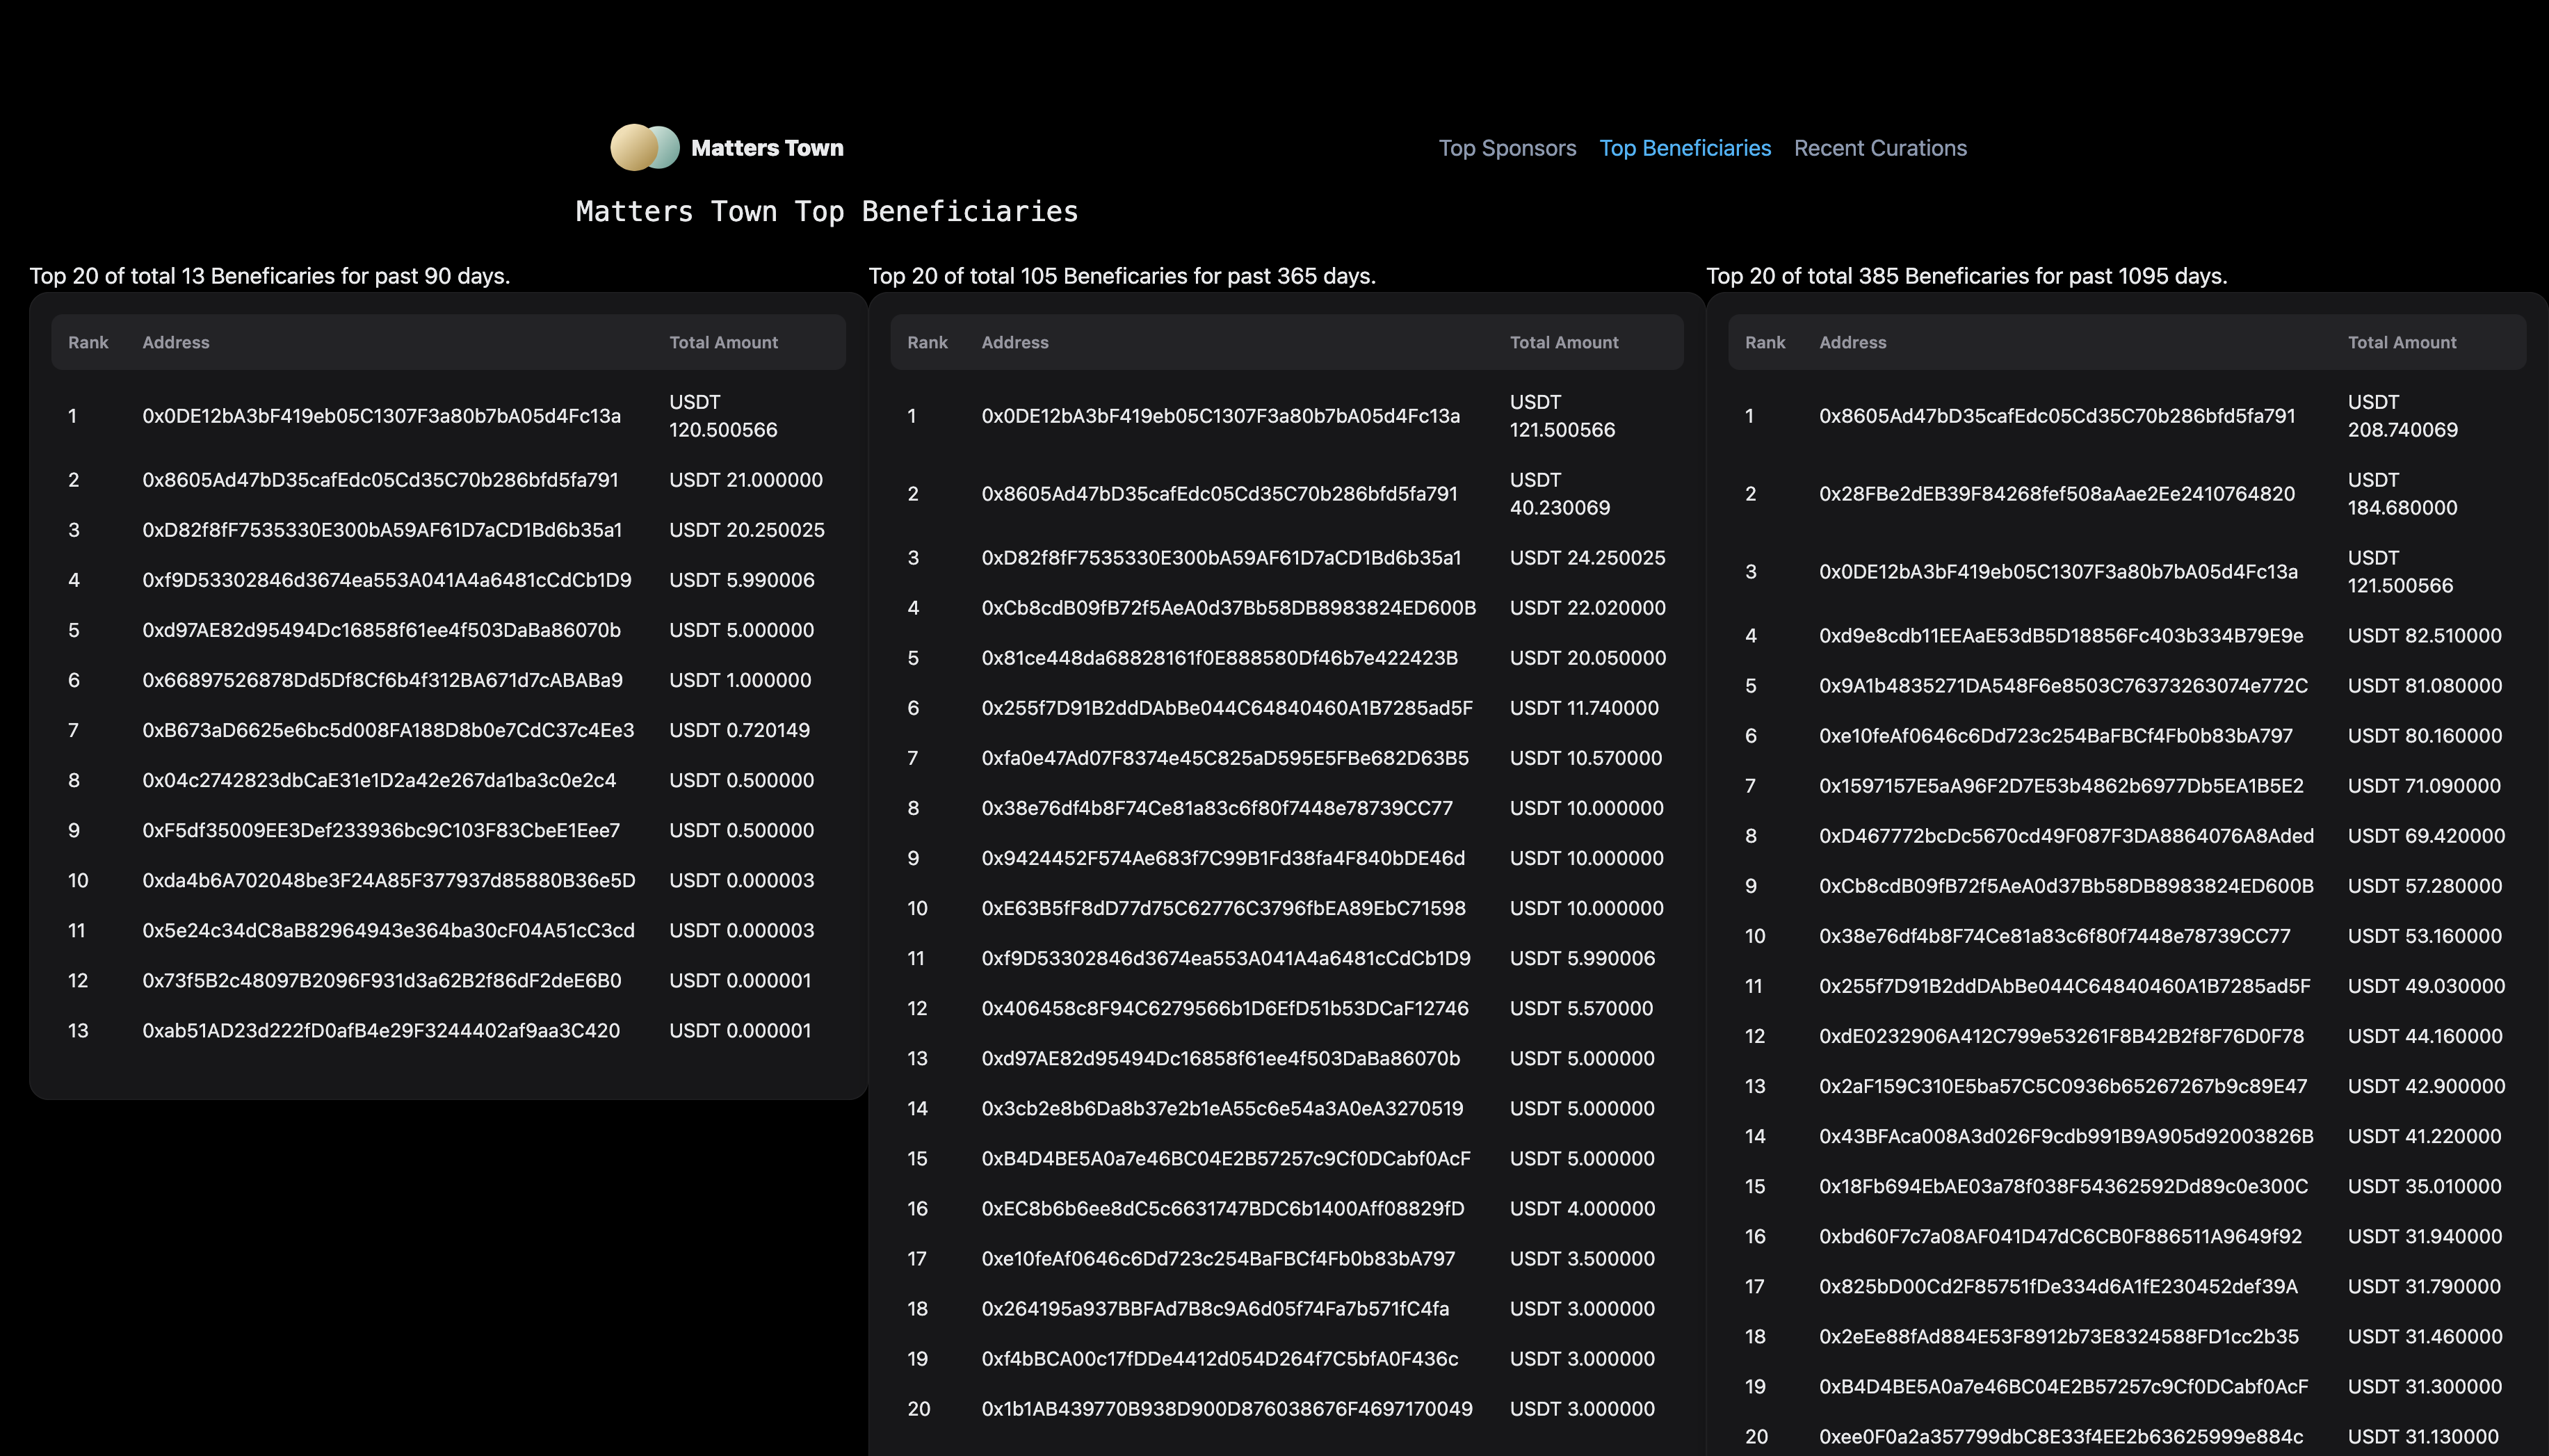 Matters Town
Top Sponsors Top Beneficiaries Recent Curations
Matters Town Top Beneficiaries
Top 20 of total 13 Beneficaries for past 90 days.
Rank Address Total Amount
1 0x0DE12bA3bF419eb05C1307F3a80b7bA05d4Fc13a USDT
120.500566
2 0x8605Ad47bD35cafEdc05Cd35C70b286bfd5fa791 USDT 21.000000
3 0xD82f8fF7535330E300bA59AF61D7aCD1Bd6b35a1 USDT 20.250025
4 0xf9D53302846d3674ea553A041A4a6481cCdCb1D9 USDT 5.990006
5 0xd97AE82d95494Dc16858f61ee4f503DaBa86070b USDT 5.000000
6 0x66897526878Dd5Df8Cf6b4f312BA671d7cABABa9 USDT 1.000000
7 0xB673aD6625e6bc5d008FA188D8b0e7CdC37c4Ee3 USDT 0.720149
8 0x04c2742823dbCaE31e1D2a42e267da1ba3c0e2c4 USDT 0.500000
9 0xF5df35009EE3Def233936bc9C103F83CbeE1Eee7 USDT 0.500000
10 0xda4b6A702048be3F24A85F377937d85880B36e5D USDT 0.000003
11 0x5e24c34dC8aB82964943e364ba30cF04A51cC3cd USDT 0.000003
12 0x73f5B2c48097B2096F931d3a62B2f86dF2deE6B0 USDT 0.000001
13 0xab51AD23d222fD0afB4e29F3244402af9aa3C420 USDT 0.000001
Top 20 of total 105 Beneficaries for past 365 days.
Rank Address Total Amount
1 0x0DE12bA3bF419eb05C1307F3a80b7bA05d4Fc13a USDT
121.500566
2 0x8605Ad47bD35cafEdc05Cd35C70b286bfd5fa791 USDT
40.230069
3 0xD82f8fF7535330E300bA59AF61D7aCD1Bd6b35a1 USDT 24.250025
4 0xCb8cdB09fB72f5AeA0d37Bb58DB8983824ED600B USDT 22.020000
5 0x81ce448da68828161f0E888580Df46b7e422423B USDT 20.050000
6 0x255f7D91B2ddDAbBe044C64840460A1B7285ad5F USDT 11.740000
7 0xfa0e47Ad07F8374e45C825aD595E5FBe682D63B5 USDT 10.570000
8 0x38e76df4b8F74Ce81a83c6f80f7448e78739CC77 USDT 10.000000
9 0x9424452F574Ae683f7C99B1Fd38fa4F840bDE46d USDT 10.000000
10 0xE63B5fF8dD77d75C62776C3796fbEA89EbC71598 USDT 10.000000
11 0xf9D53302846d3674ea553A041A4a6481cCdCb1D9 USDT 5.990006
12 0x406458c8F94C6279566b1D6EfD51b53DCaF12746 USDT 5.570000
13 0xd97AE82d95494Dc16858f61ee4f503DaBa86070b USDT 5.000000
14 0x3cb2e8b6Da8b37e2b1eA55c6e54a3A0eA3270519 USDT 5.000000
15 0xB4D4BE5A0a7e46BC04E2B57257c9Cf0DCabf0AcF USDT 5.000000
16 0xEC8b6b6ee8dC5c6631747BDC6b1400Aff08829fD USDT 4.000000
17 0xe10feAf0646c6Dd723c254BaFBCf4Fb0b83bA797 USDT 3.500000
18 0x264195a937BBFAd7B8c9A6d05f74Fa7b571fC4fa USDT 3.000000
19 0xf4bBCA00c17fDDe4412d054D264f7C5bfA0F436c USDT 3.000000
20 0x1b1AB439770B938D900D876038676F4697170049 USDT 3.000000
Top 20 of total 385 Beneficaries for past 1095 days.
Rank Address Total Amount
1 0x8605Ad47bD35cafEdc05Cd35C70b286bfd5fa791 USDT
208.740069
2 0x28FBe2dEB39F84268fef508aAae2Ee2410764820 USDT
184.680000
3 0x0DE12bA3bF419eb05C1307F3a80b7bA05d4Fc13a USDT
121.500566
4 0xd9e8cdb11EEAaE53dB5D18856Fc403b334B79E9e USDT 82.510000
5 0x9A1b4835271DA548F6e8503C76373263074e772C USDT 81.080000
6 0xe10feAf0646c6Dd723c254BaFBCf4Fb0b83bA797 USDT 80.160000
7 0x1597157E5aA96F2D7E53b4862b6977Db5EA1B5E2 USDT 71.090000
8 0xD467772bcDc5670cd49F087F3DA8864076A8Aded USDT 69.420000
9 0xCb8cdB09fB72f5AeA0d37Bb58DB8983824ED600B USDT 57.280000
10 0x38e76df4b8F74Ce81a83c6f80f7448e78739CC77 USDT 53.160000
11 0x255f7D91B2ddDAbBe044C64840460A1B7285ad5F USDT 49.030000
12 0xdE0232906A412C799e53261F8B42B2f8F76D0F78 USDT 44.160000
13 0x2aF159C310E5ba57C5C0936b65267267b9c89E47 USDT 42.900000
14 0x43BFAca008A3d026F9cdb991B9A905d92003826B USDT 41.220000
15 0x18Fb694EbAE03a78f038F54362592Dd89c0e300C USDT 35.010000
16 0xbd60F7c7a08AF041D47dC6CB0F886511A9649f92 USDT 31.940000
17 0x825bD00Cd2F85751fDe334d6A1fE230452def39A USDT 31.790000
18 0x2eEe88fAd884E53F8912b73E8324588FD1cc2b35 USDT 31.460000
19 0xB4D4BE5A0a7e46BC04E2B57257c9Cf0DCabf0AcF USDT 31.300000
20 0xee0F0a2a357799dbC8E33f4EE2b63625999e884c USDT 31.130000